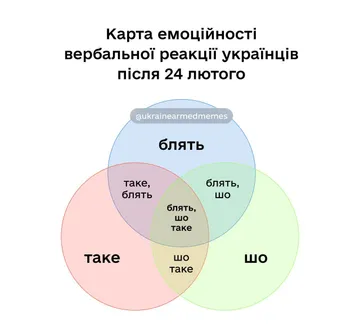 Карта емоційності
вербальної реакції українців
після 24 лютого
@ukrainearmedmemes
блять
таке,
блять
блять,
шо
блять,
шо
таке
таке
шо
таке
шо